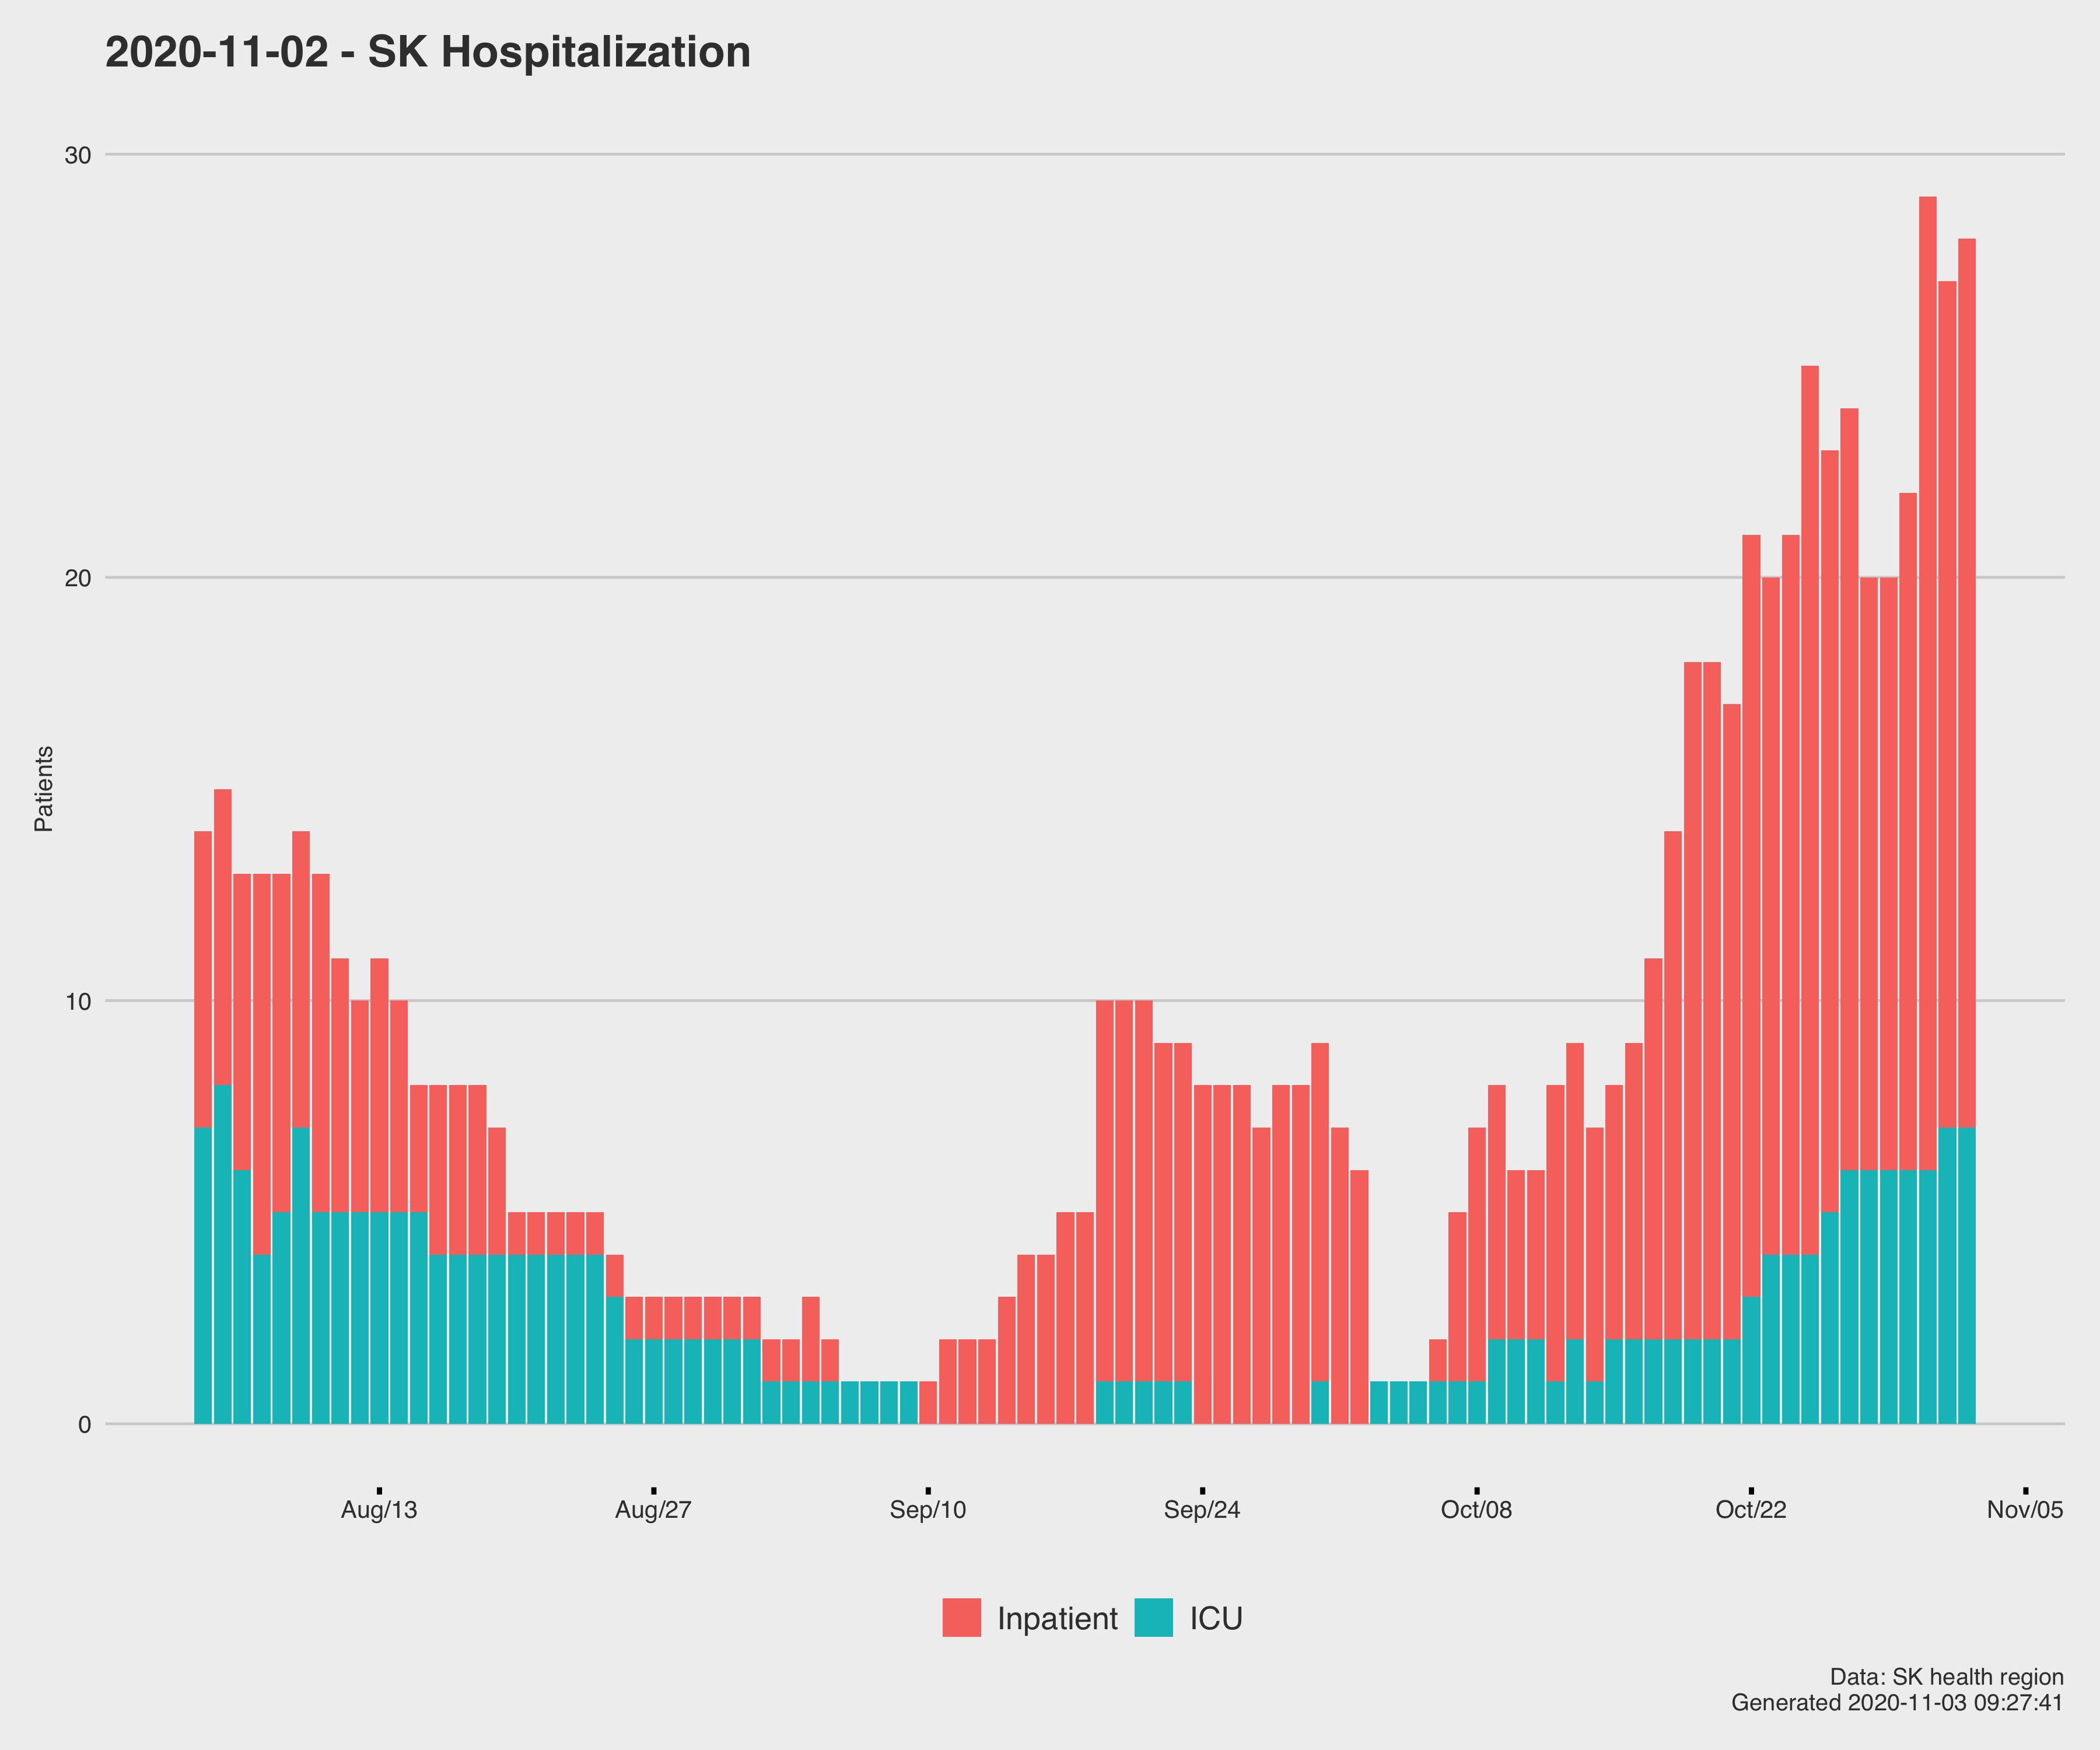 2020-11-02 - SK Hospitalization
30
20
10
0
Patients
Aug/13
Aug/27
Sep/10
Sep/24
Oct/08
Oct/22
Nov/05
Inpatient
ICU
Data: SK health region
Generated 2020-11-03 09:27:41